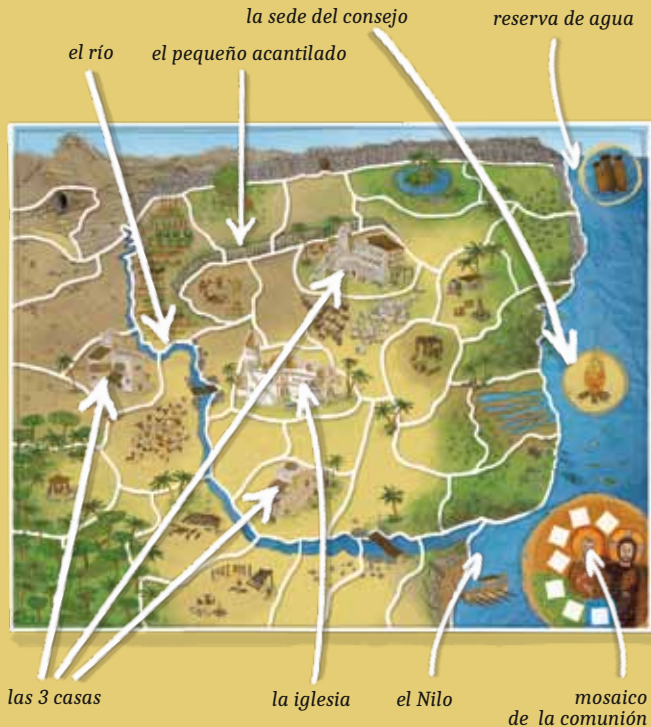 la sede del consejo
reserva de agua
el río
el pequeño acantilado
las 3 casas
la iglesia
el Nilo
mosaico
de la comunión